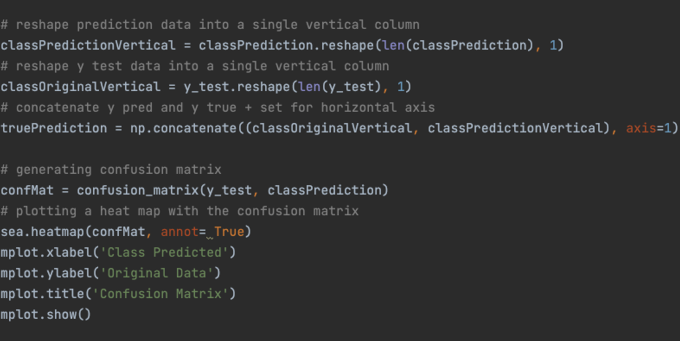 # reshape prediction data into a single vertical column
classPredictionVertical = classPrediction.reshape(len(classPrediction), 1)
# reshape y test data into a single vertical column
classOriginalVertical = y_test.reshape(len(y_test), 1)
# concatenate y pred and y true + set for horizontal axis
truePrediction = np.concatenate((classOriginalVertical, classPredictionVertical), axis=1)
# generating confusion matrix
confMat = confusion_matrix(y_test, classPrediction)
# plotting a heat map with the confusion matrix
sea.heatmap(confMat, annot= True)
mplot.xlabel('Class Predicted')
mplot.ylabel('Original Data')
mplot.title('Confusion Matrix')
mplot.show()